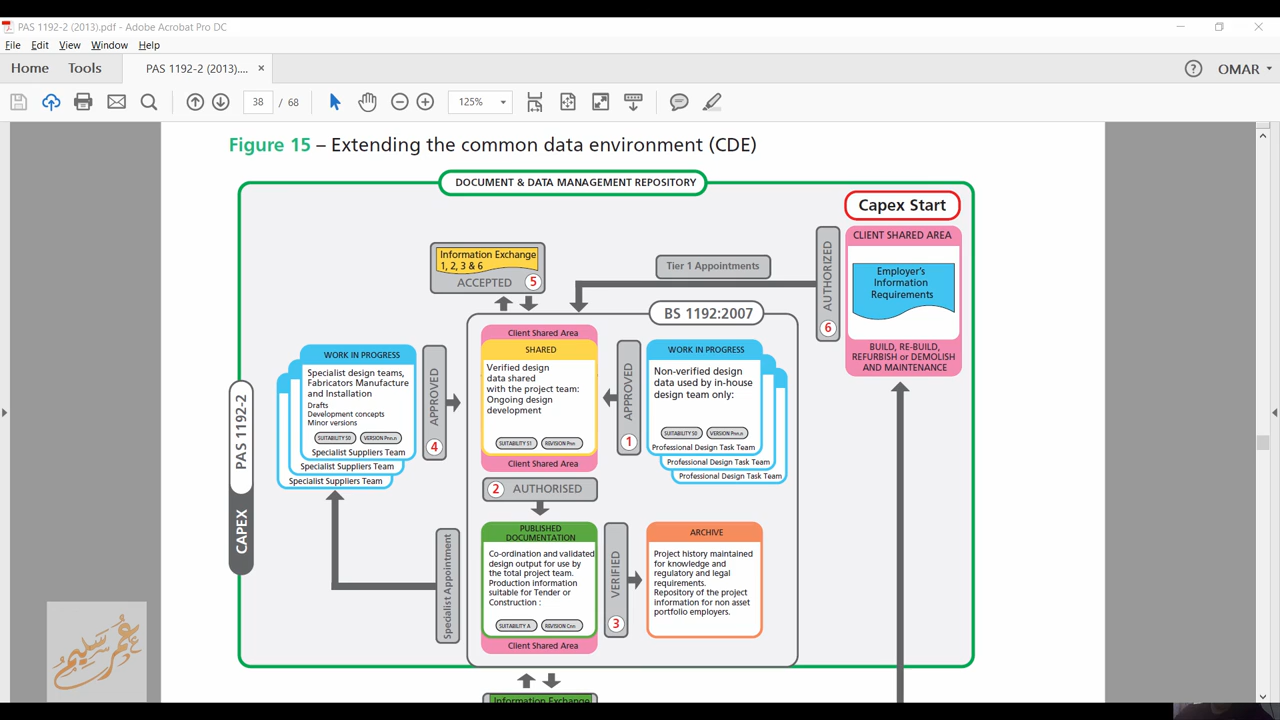 PAS 1192-2 (2013).pdf - Adobe Acrobat Pro DC
File Edit View Window Help
Home Tools PAS 1192-2 (2013).... × OMAR
38 / 68 125%
Figure 15 – Extending the common data environment (CDE)
DOCUMENT & DATA MANAGEMENT REPOSITORY
Capex Start
CLIENT SHARED AREA
Employer's
Information
Requirements
BUILD, RE-BUILD,
REFURBISH or DEMOLISH
AND MAINTENANCE
AUTHORIZED
6
Tier 1 Appointments
Information Exchange
1, 2, 3 & 6
ACCEPTED 5
BS 1192:2007
PAS 1192-2
CAPEX
WORK IN PROGRESS
Specialist design teams,
Fabricators Manufacture
and Installation
Drafts
Development concepts
Minor versions
SUITABILITY S0 VERSION Pnn.n
Specialist Suppliers Team
Specialist Suppliers Team
Specialist Suppliers Team
APPROVED
4
Client Shared Area
SHARED
Verified design
data shared
with the project team:
Ongoing design
development
SUITABILITY S1 REVISION Pnn
Client Shared Area
APPROVED
1
WORK IN PROGRESS
Non-verified design
data used by in-house
design team only:
SUITABILITY S0 VERSION Pnn.n
Professional Design Task Team
Professional Design Task Team
Professional Design Task Team
2 AUTHORISED
Specialist Appointment
PUBLISHED
DOCUMENTATION
Co-ordination and validated
design output for use by
the total project team.
Production information
suitable for Tender or
Construction :
SUITABILITY A REVISION Cnn
Client Shared Area
VERIFIED
3
ARCHIVE
Project history maintained
for knowledge and
regulatory and legal
requirements.
Repository of the project
information for non asset
portfolio employers.
Information Exchange
عمر سليم